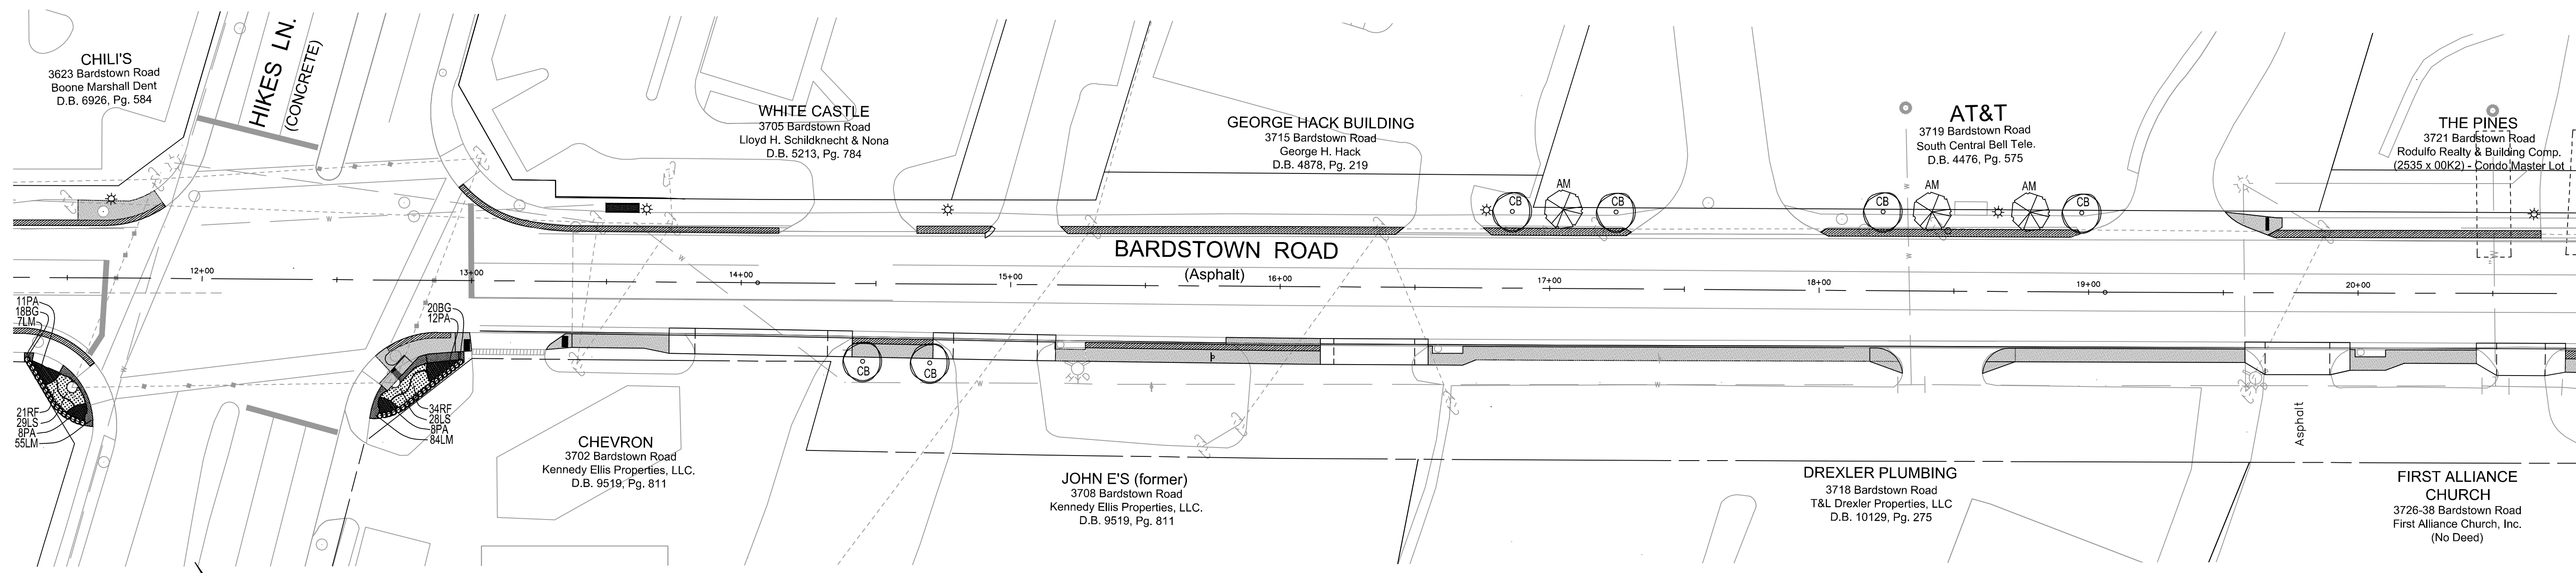 CHILI'S
3623 Bardstown Road
Boone Marshall Dent
D.B. 6926, Pg. 584
HIKES LN.
(CONCRETE)
WHITE CASTLE
3705 Bardstown Road
Lloyd H. Schildknecht & Nona
D.B. 5213, Pg. 784
GEORGE HACK BUILDING
3715 Bardstown Road
George H. Hack
D.B. 4878, Pg. 219
AT&T
3719 Bardstown Road
South Central Bell Tele.
D.B. 4476, Pg. 575
THE PINES
3721 Bardstown Road
Rodulfo Realty & Building Comp.
(2535 x 00K2) - Condo Master Lot
CB
AM
CB
CB
AM
AM
CB
BARDSTOWN ROAD
(Asphalt)
12+00
13+00
14+00
15+00
16+00
17+00
18+00
19+00
20+00
11PA
18BG
7LM
21RF
29LS
8PA
55LM
20BG
12PA
34RF
28LS
8PA
84LM
CB
CB
CHEVRON
3702 Bardstown Road
Kennedy Ellis Properties, LLC.
D.B. 9519, Pg. 811
JOHN E'S (former)
3708 Bardstown Road
Kennedy Ellis Properties, LLC.
D.B. 9519, Pg. 811
DREXLER PLUMBING
3718 Bardstown Road
T&L Drexler Properties, LLC
D.B. 10129, Pg. 275
Asphalt
FIRST ALLIANCE
CHURCH
3726-38 Bardstown Road
First Alliance Church, Inc.
(No Deed)